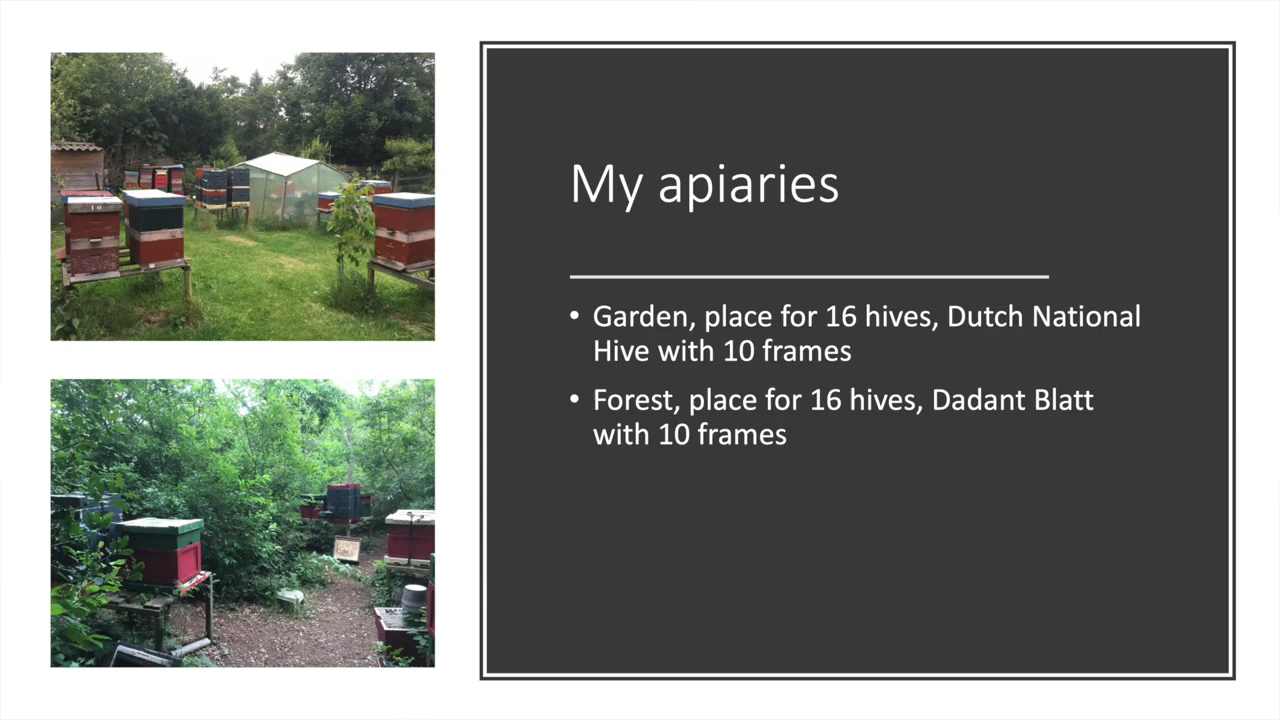 My apiaries
• Garden, place for 16 hives, Dutch National
Hive with 10 frames
• Forest, place for 16 hives, Dadant Blatt
with 10 frames